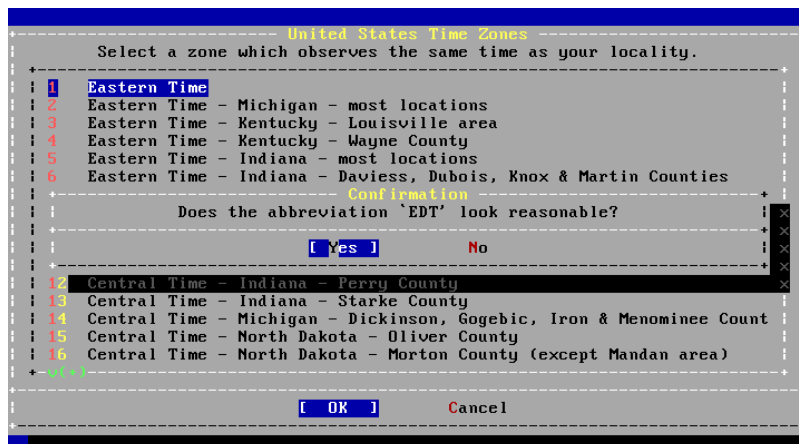 United States Time Zones
Select a zone which observes the same time as your locality.
1 Eastern Time
2 Eastern Time - Michigan - most locations
3 Eastern Time - Kentucky - Louisville area
4 Eastern Time - Kentucky - Wayne County
5 Eastern Time - Indiana - most locations
6 Eastern Time - Indiana - Daviess, Dubois, Knox & Martin Counties
Confirmation
Does the abbreviation `EDT' look reasonable?
[ Yes ] No
12 Central Time - Indiana - Perry County
13 Central Time - Indiana - Starke County
14 Central Time - Michigan - Dickinson, Gogebic, Iron & Menominee Count
15 Central Time - North Dakota - Oliver County
16 Central Time - North Dakota - Morton County (except Mandan area)
v(+)
[ OK ] Cancel